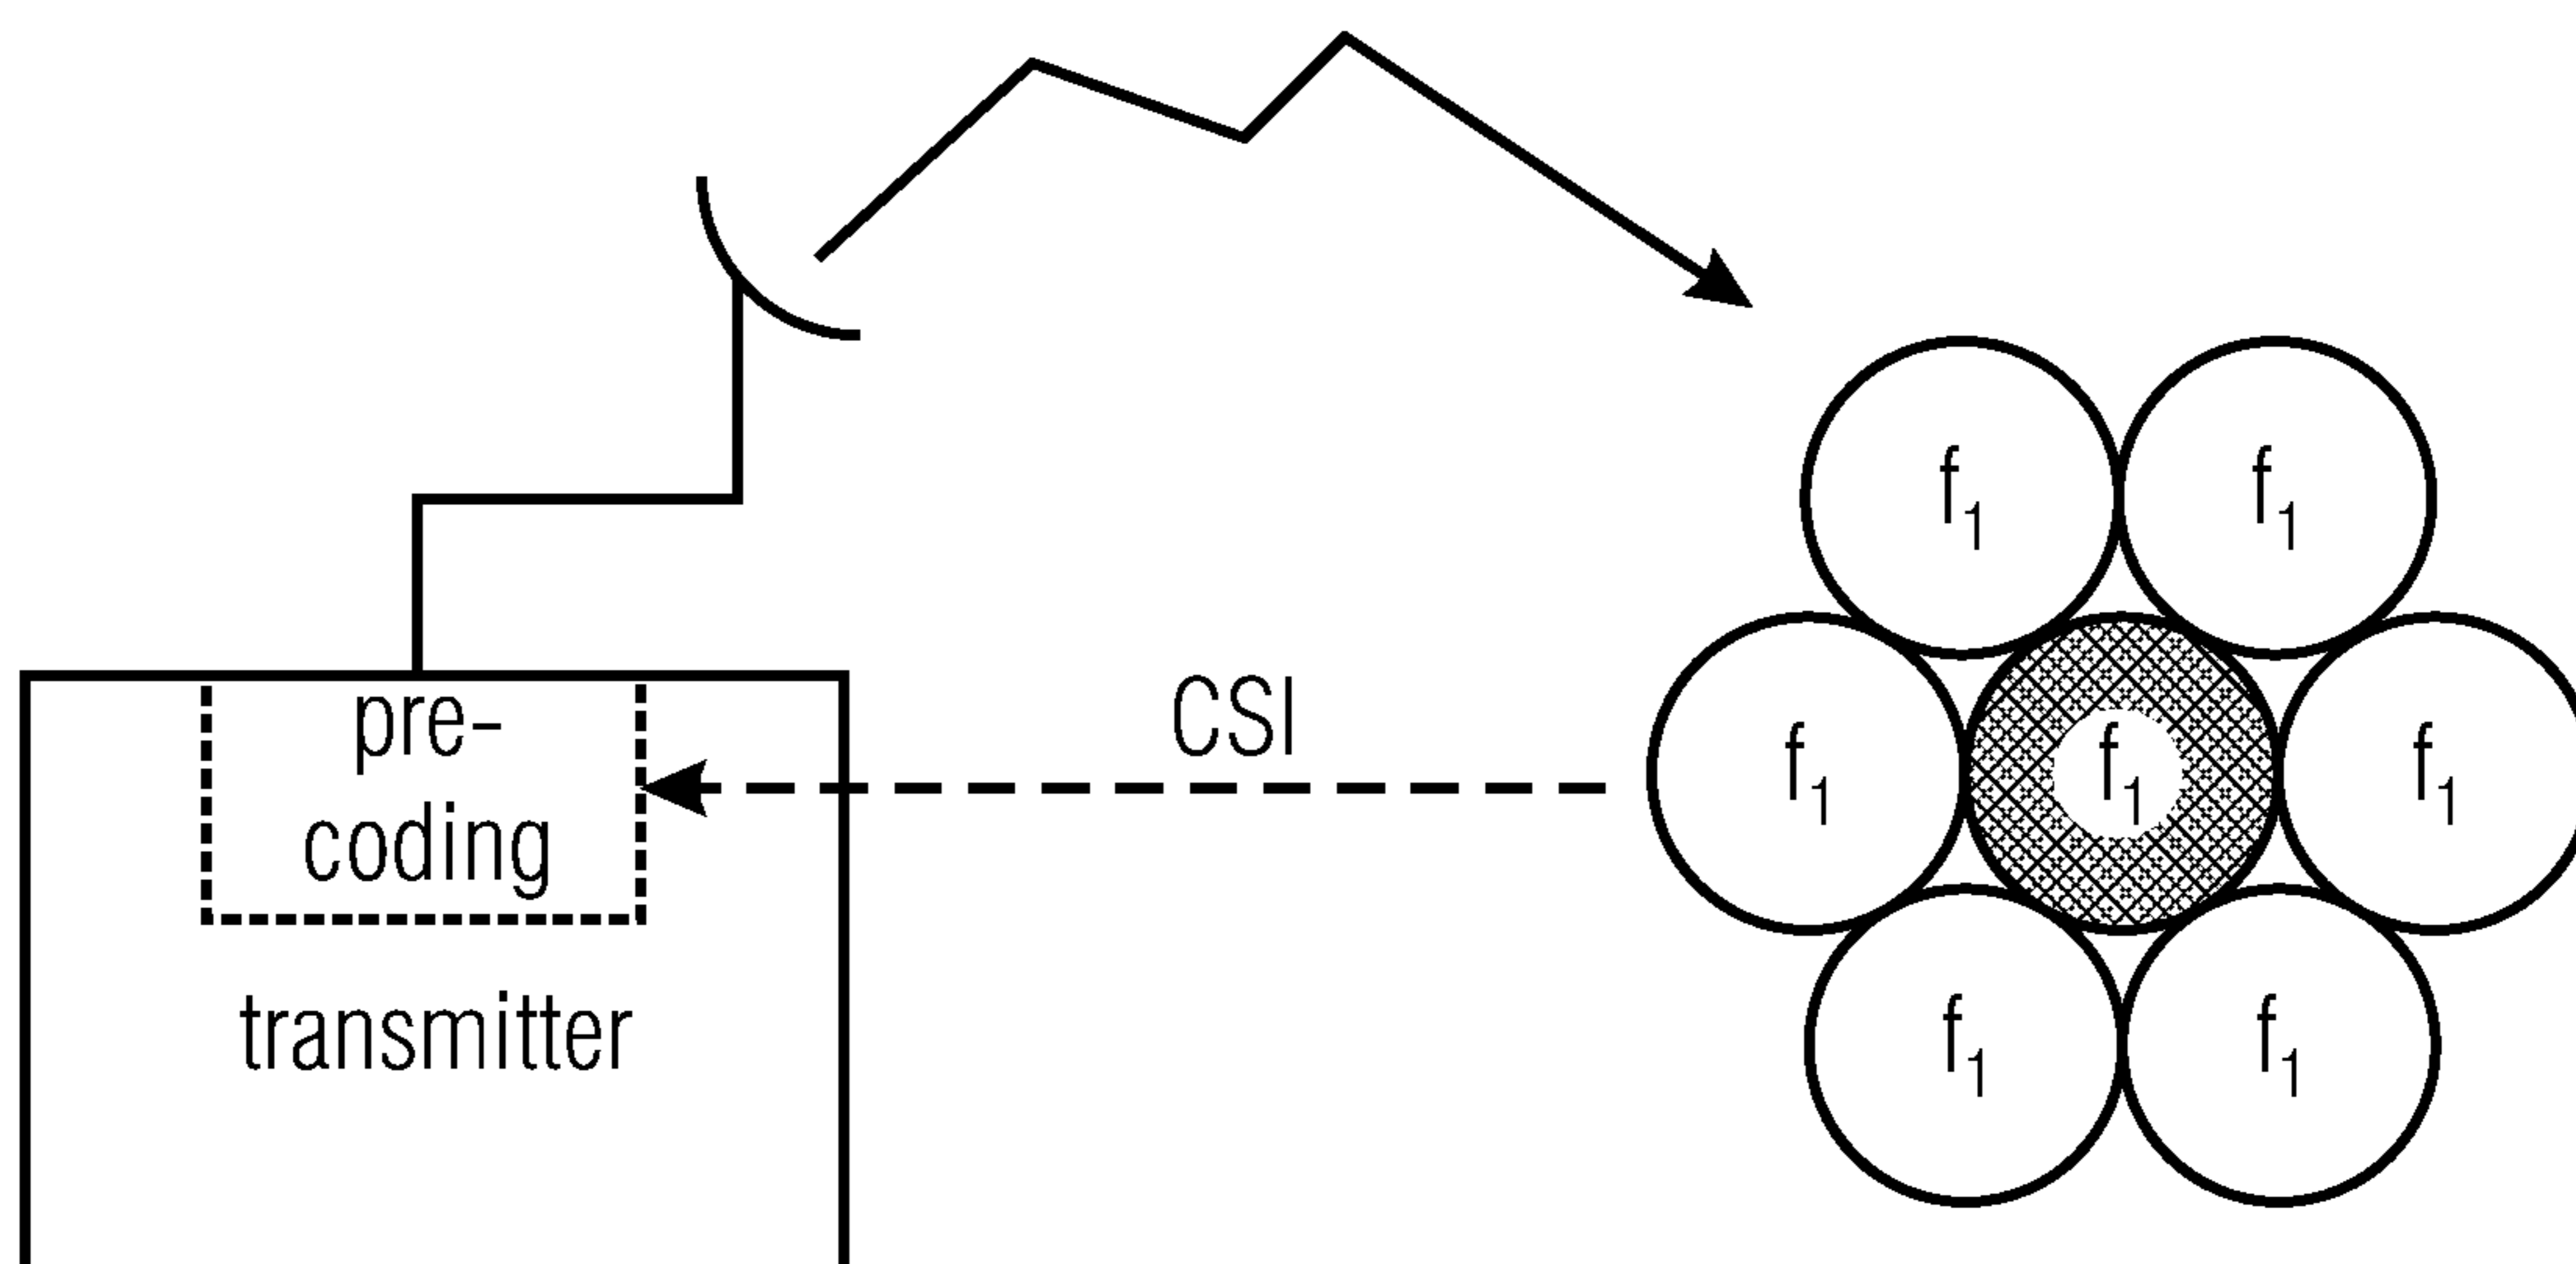 f₁ f₁
pre-
coding
CSI
f₁ f₁ f₁
transmitter
f₁ f₁